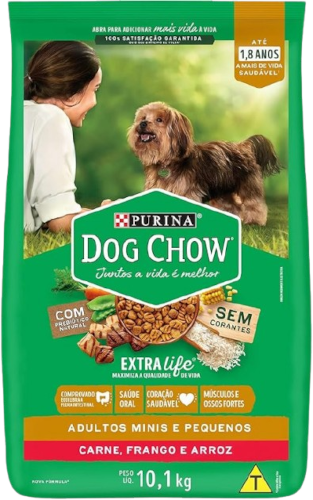 ABRA PARA ADICIONAR mais vida À VIDA
100% SATISFAÇÃO GARANTIDA
ATÉ
1,8 ANOS
A MAIS DE VIDA
SAUDÁVEL
PURINA
DOG CHOW
Juntos a vida é melhor
COM
PREBIÓTICO
NATURAL
SEM
CORANTES
EXTRA life
MAXIMIZA A QUALIDADE DE VIDA
SAÚDE
ORAL
CORAÇÃO
SAUDÁVEL
MÚSCULOS E
OSSOS FORTES
ADULTOS MINIS E PEQUENOS
CARNE, FRANGO E ARROZ
PESO
LIQ.
10,1 kg
T